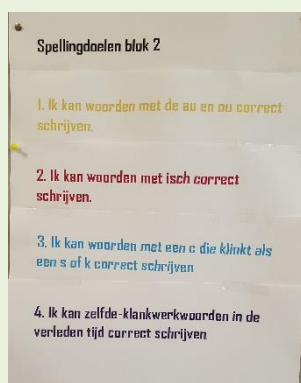 Spellingdoelen blok 2
1. Ik kan woorden met de au en ou correct
schrijven.
2. Ik kan woorden met isch correct
schrijven.
3. Ik kan woorden met een c die klinkt als
een s of k correct schrijven
4. Ik kan zelfde-klankwerkwoorden in de
verleden tijd correct schrijven